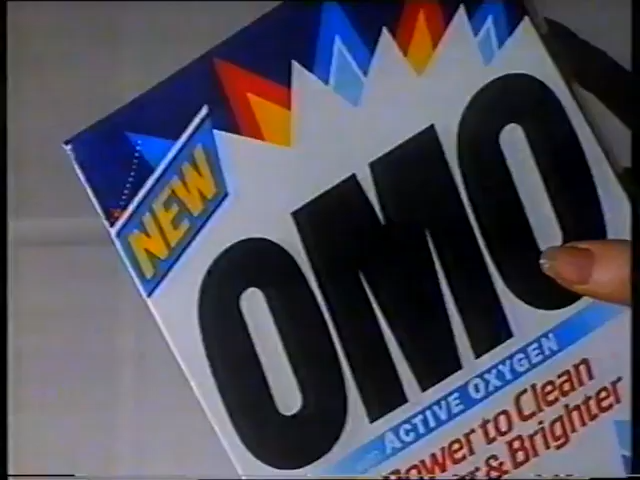 NEW
OMO
ACTIVE OXYGEN
Power to Clean
& Brighter